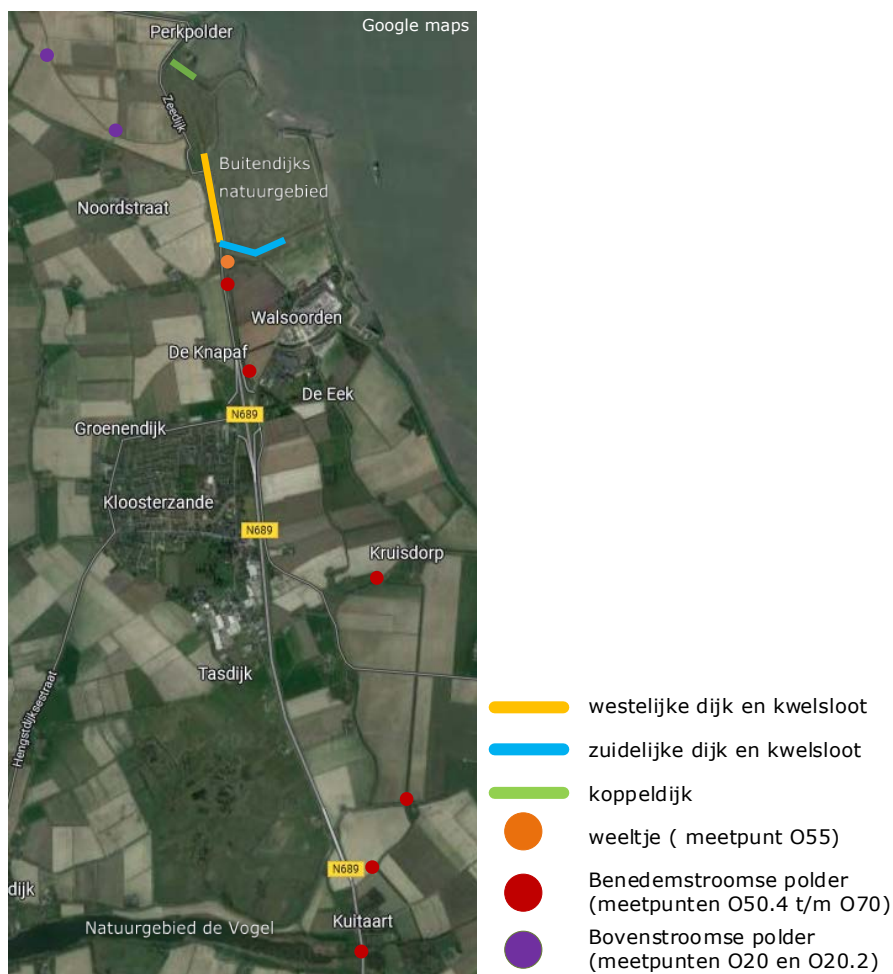 Google maps
Perkpolder
Zeedijk
Buitendijks
natuurgebied
Noordstraat
Walsoorden
De Knapaf
De Eek
N689
Groenendijk
Kloosterzande
N689
Kruisdorp
Tasdijk
Hengstdijksestraat
N689
dijk
Natuurgebied de Vogel
Kuitaart
westelijke dijk en kwelsloot
zuidelijke dijk en kwelsloot
koppeldijk
weeltje ( meetpunt O55)
Benedemstroomse polder
(meetpunten O50.4 t/m O70)
Bovenstroomse polder
(meetpunten O20 en O20.2)